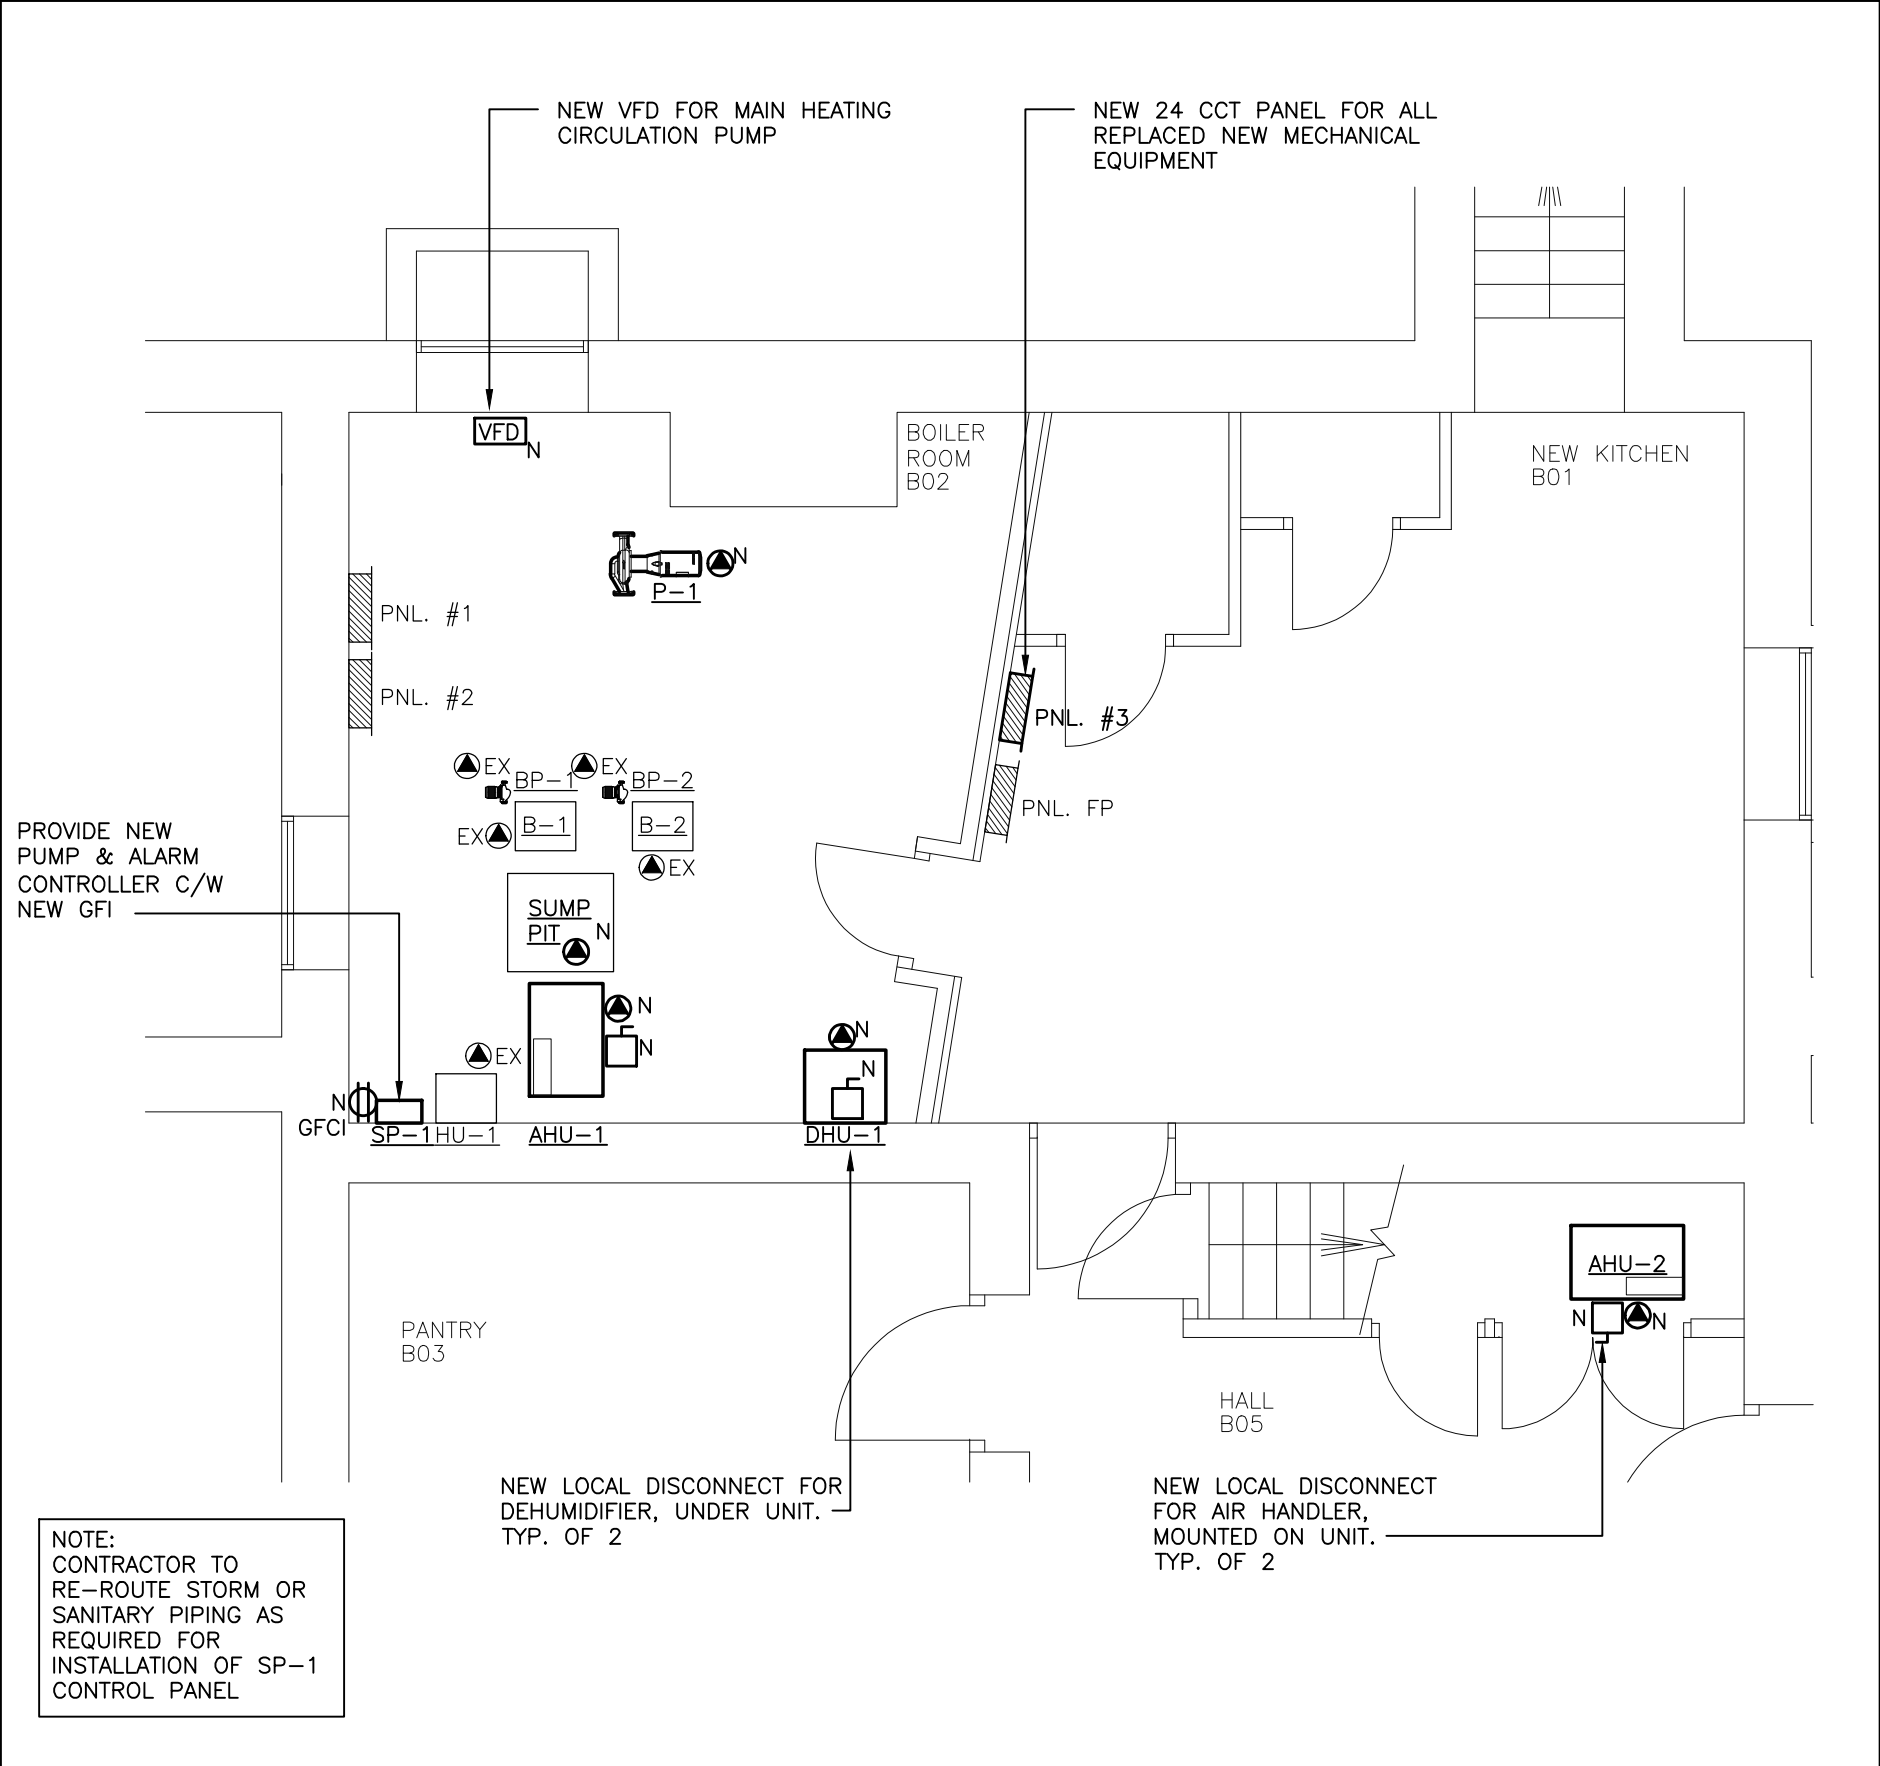 NEW VFD FOR MAIN HEATING
CIRCULATION PUMP
NEW 24 CCT PANEL FOR ALL
REPLACED NEW MECHANICAL
EQUIPMENT
VFD
N
BOILER
ROOM
B02
NEW KITCHEN
B01
N
P-1
PNL. #1
PNL. #2
PNL. #3
PNL. FP
EX
BP-1
EX
BP-2
EX
B-1
B-2
EX
PROVIDE NEW
PUMP & ALARM
CONTROLLER C/W
NEW GFI
SUMP
PIT
N
N
N
EX
N
N
N
GFCI
SP-1
HU-1
AHU-1
DHU-1
AHU-2
N
N
PANTRY
B03
HALL
B05
NEW LOCAL DISCONNECT FOR
DEHUMIDIFIER, UNDER UNIT.
TYP. OF 2
NEW LOCAL DISCONNECT
FOR AIR HANDLER,
MOUNTED ON UNIT.
TYP. OF 2
NOTE:
CONTRACTOR TO
RE-ROUTE STORM OR
SANITARY PIPING AS
REQUIRED FOR
INSTALLATION OF SP-1
CONTROL PANEL